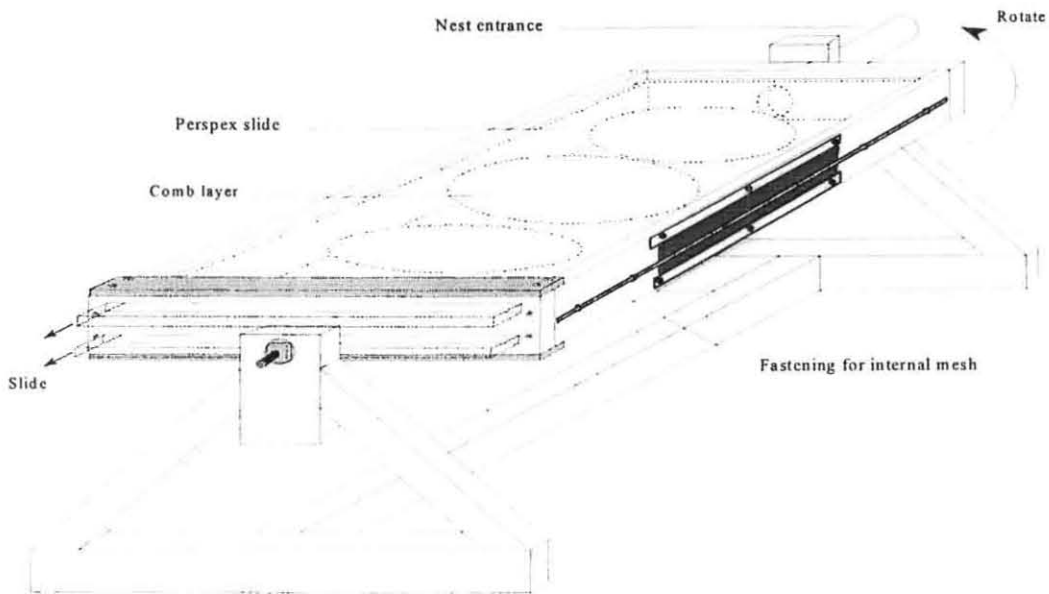 Nest entrance
Rotate
Perspex slide
Comb layer
Slide
Fastening for internal mesh